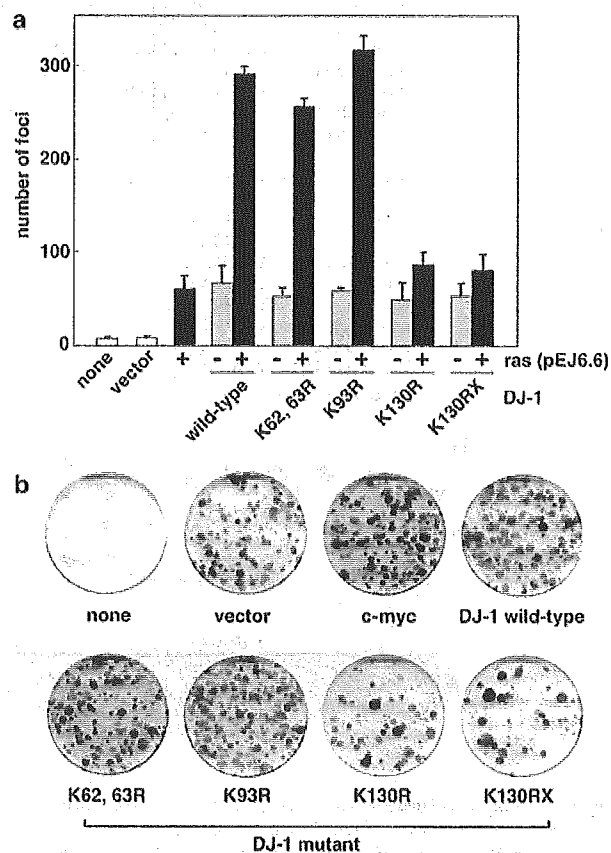 a
number of foci
300
200
100
0
none
vector
+ - + - + - + - + - + ras (pEJ6.6)
wild-type
K62, 63R
K93R
K130R
K130RX
DJ-1
b
none vector c-myc DJ-1 wild-type
K62, 63R K93R K130R K130RX
DJ-1 mutant